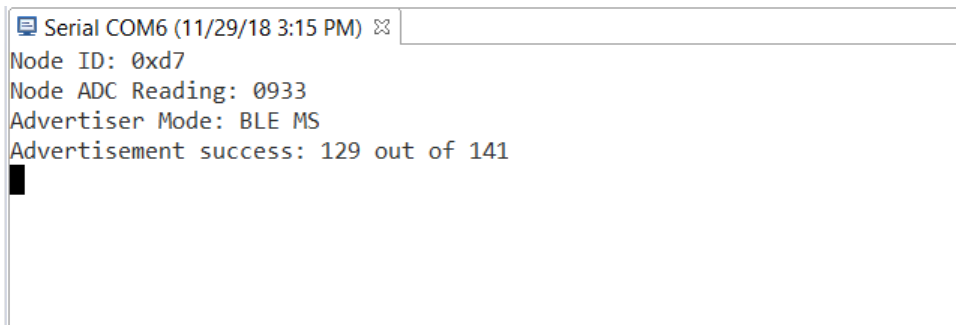 Serial COM6 (11/29/18 3:15 PM)
Node ID: 0xd7
Node ADC Reading: 0933
Advertiser Mode: BLE MS
Advertisement success: 129 out of 141